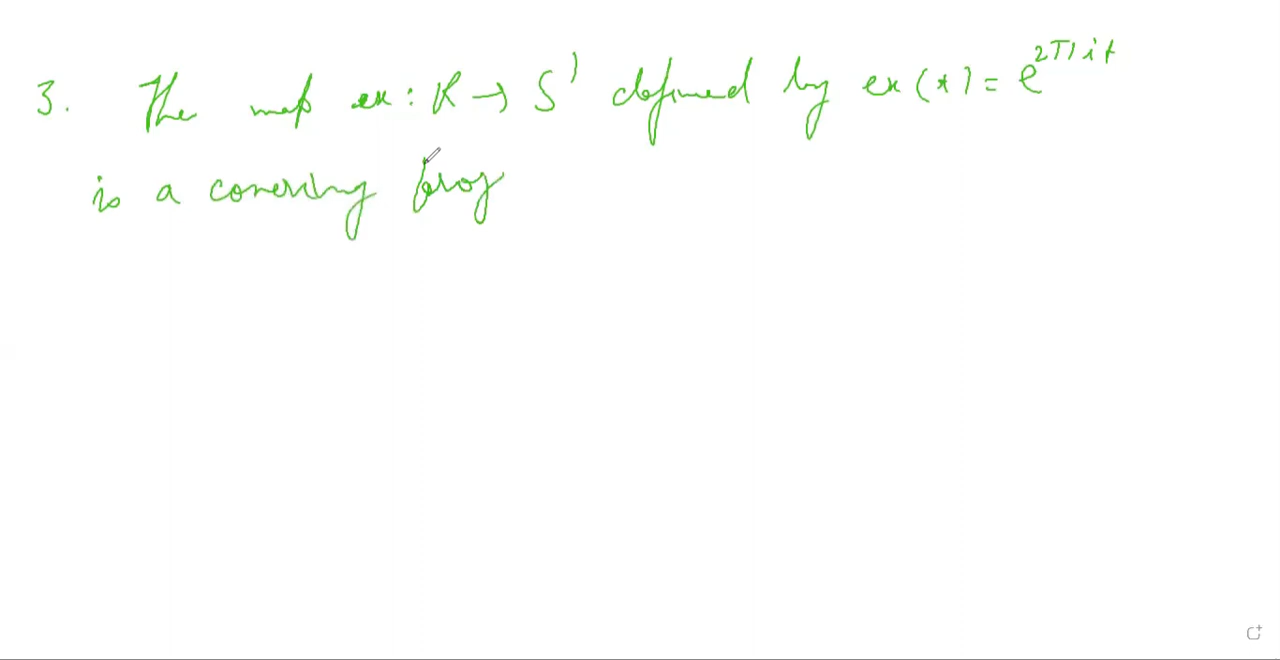 3. The map ex: R → S¹ defined by ex(t) = e^{2πit}
is a covering proj